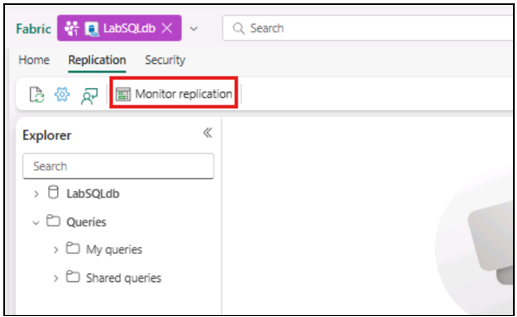 Fabric LabSQLdb Search
Home Replication Security
Monitor replication
Explorer
Search
LabSQLdb
Queries
My queries
Shared queries